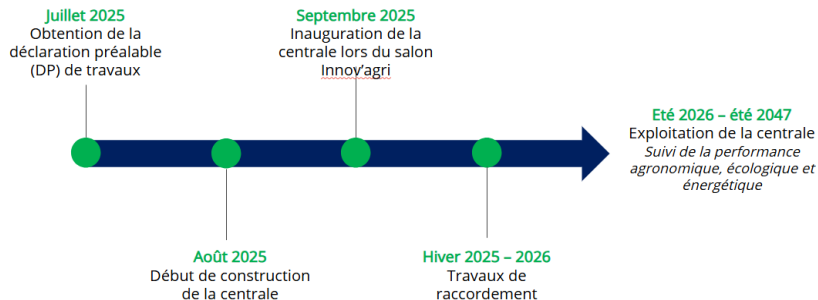 Juillet 2025
Obtention de la
déclaration préalable
(DP) de travaux
Septembre 2025
Inauguration de la
centrale lors du salon
Innov’agri
Eté 2026 – été 2047
Exploitation de la centrale
Suivi de la performance
agronomique, écologique et
énergétique
Août 2025
Début de construction
de la centrale
Hiver 2025 – 2026
Travaux de
raccordement